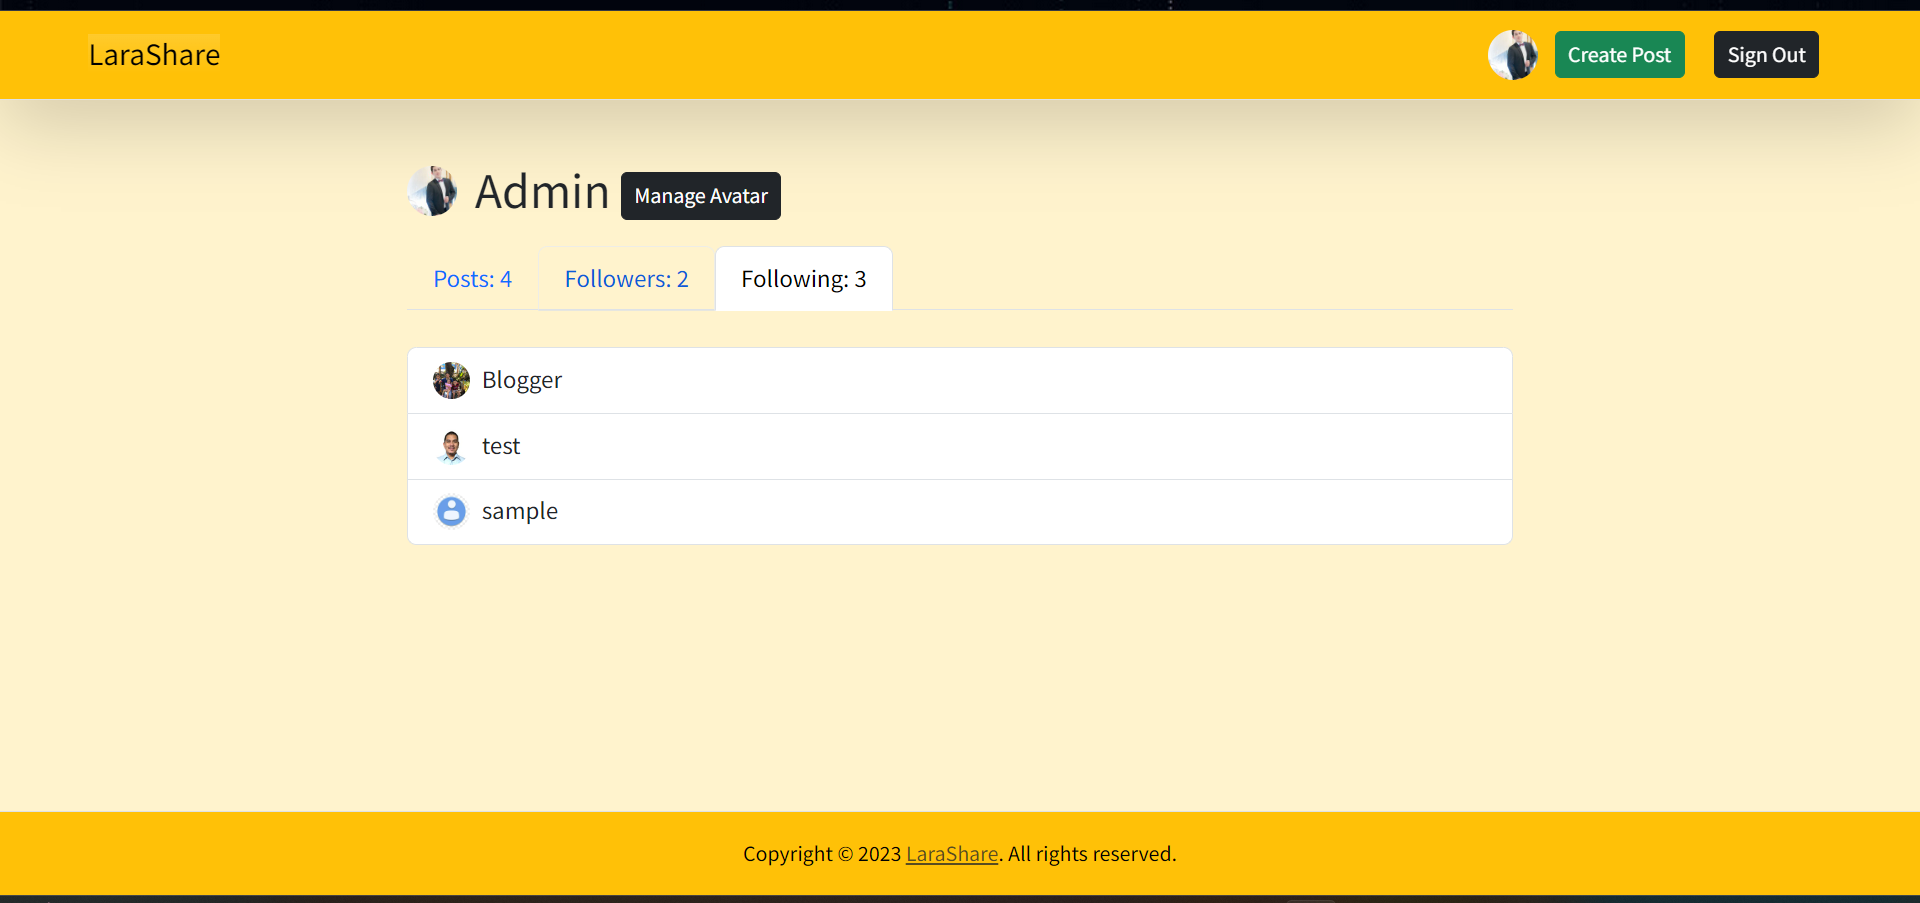 LaraShare
Create Post
Sign Out
Admin
Manage Avatar
Posts: 4
Followers: 2
Following: 3
Blogger
test
sample
Copyright © 2023 LaraShare. All rights reserved.